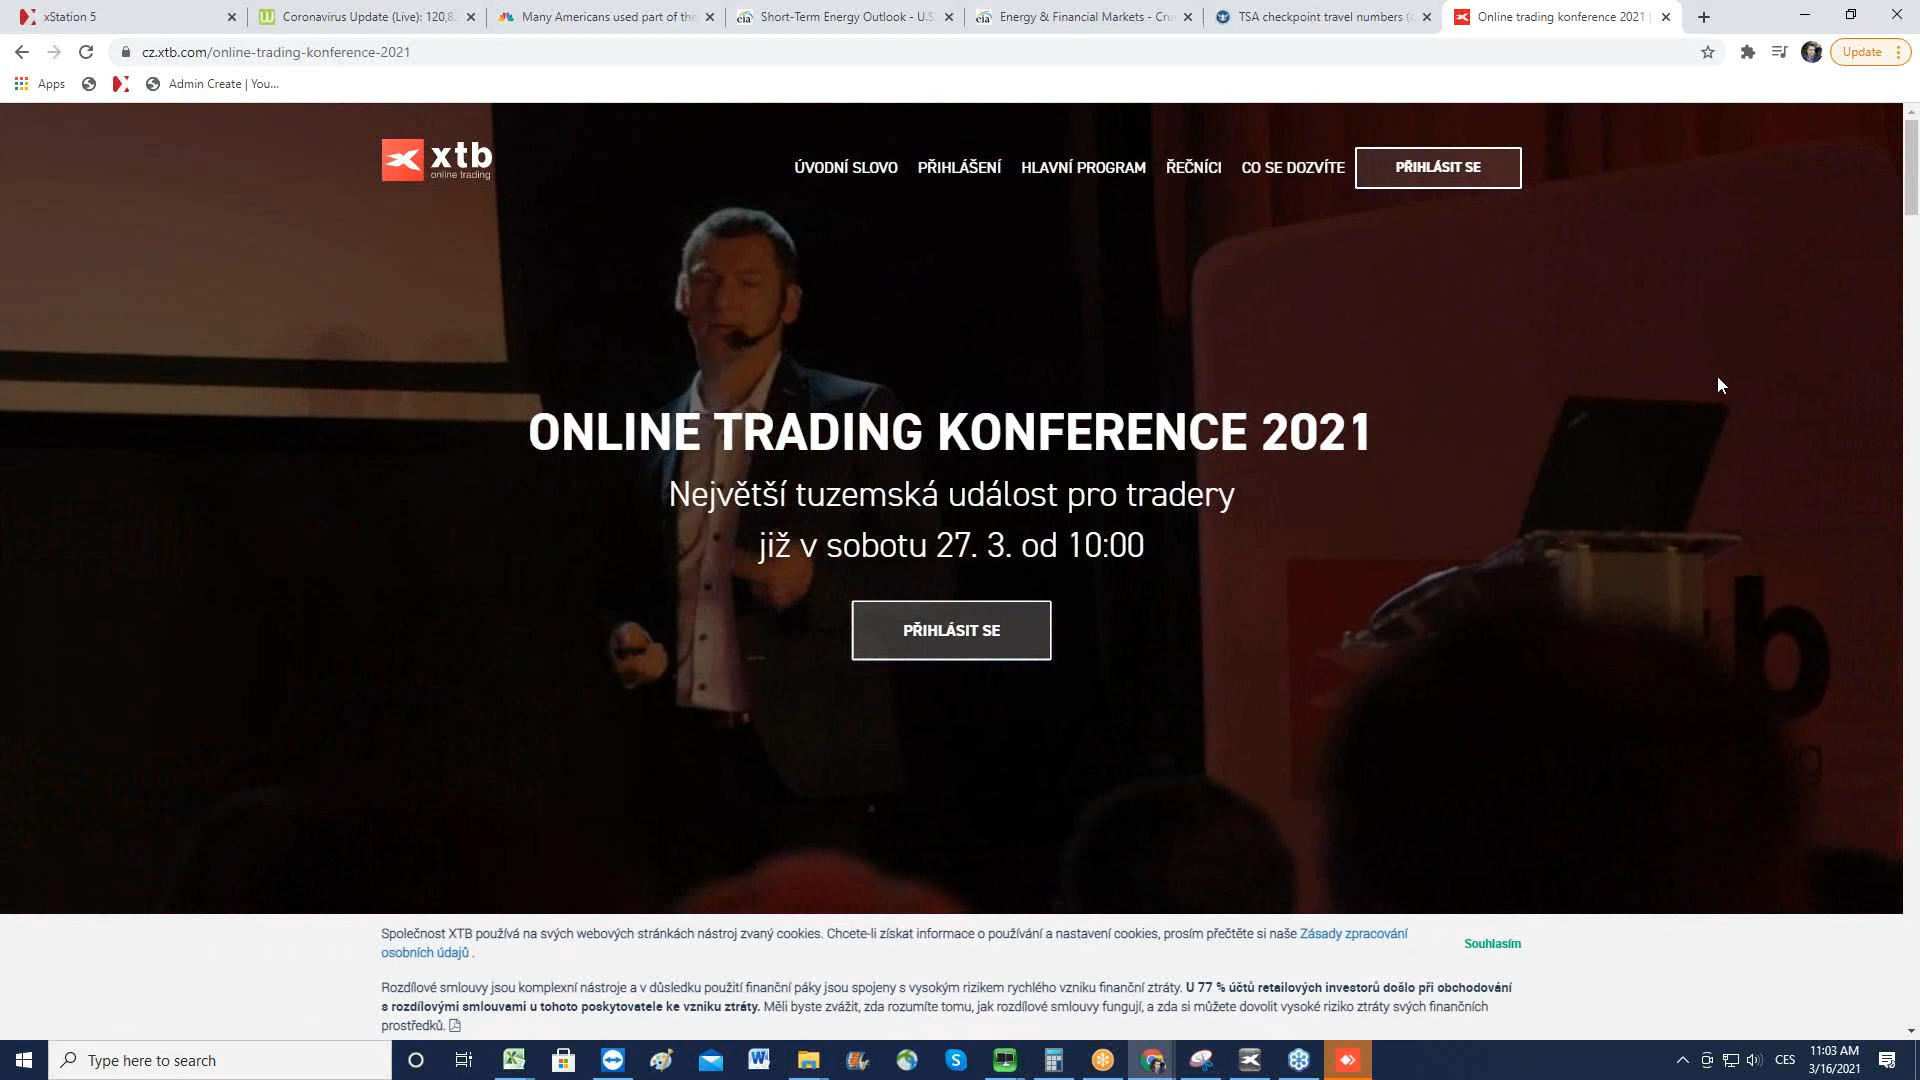 xStation 5
Coronavirus Update (Live): 120,8
Many Americans used part of the
Short-Term Energy Outlook - U.S
Energy & Financial Markets - Cru
TSA checkpoint travel numbers (c
Online trading konference 2021 |
cz.xtb.com/online-trading-konference-2021
Update
Apps
Admin Create | You...
xtb
online trading
ÚVODNÍ SLOVO
PŘIHLÁŠENÍ
HLAVNÍ PROGRAM
ŘEČNÍCI
CO SE DOZVÍTE
PŘIHLÁSIT SE
ONLINE TRADING KONFERENCE 2021
Největší tuzemská událost pro tradery
již v sobotu 27. 3. od 10:00
PŘIHLÁSIT SE
Společnost XTB používá na svých webových stránkách nástroj zvaný cookies. Chcete-li získat informace o používání a nastavení cookies, prosím přečtěte si naše Zásady zpracování
osobních údajů .
Souhlasím
Rozdílové smlouvy jsou komplexní nástroje a v důsledku použití finanční páky jsou spojeny s vysokým rizikem rychlého vzniku finanční ztráty. U 77 % účtů retailových investorů došlo při obchodování
s rozdílovými smlouvami u tohoto poskytovatele ke vzniku ztráty. Měli byste zvážit, zda rozumíte tomu, jak rozdílové smlouvy fungují, a zda si můžete dovolit vysoké riziko ztráty svých finančních
prostředků.
Type here to search
CES
11:03 AM
3/16/2021